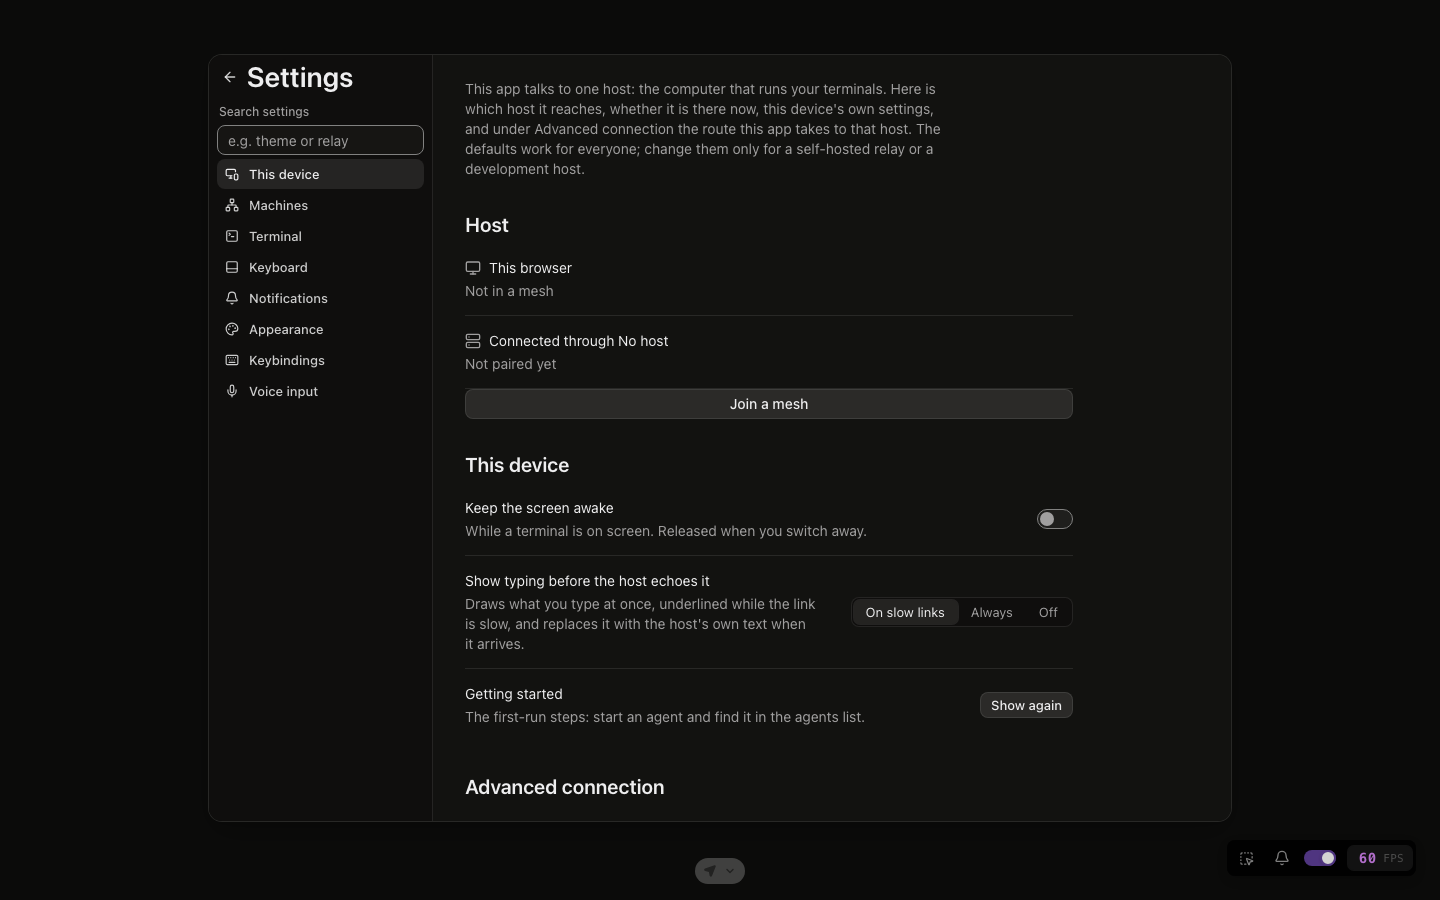 Settings
Search settings
e.g. theme or relay
This device
Machines
Terminal
Keyboard
Notifications
Appearance
Keybindings
Voice input
This app talks to one host: the computer that runs your terminals. Here is
which host it reaches, whether it is there now, this device's own settings,
and under Advanced connection the route this app takes to that host. The
defaults work for everyone; change them only for a self-hosted relay or a
development host.
Host
This browser
Not in a mesh
Connected through No host
Not paired yet
Join a mesh
This device
Keep the screen awake
While a terminal is on screen. Released when you switch away.
Show typing before the host echoes it
Draws what you type at once, underlined while the link
is slow, and replaces it with the host's own text when
it arrives.
On slow links Always Off
Getting started
The first-run steps: start an agent and find it in the agents list.
Show again
Advanced connection
60 FPS